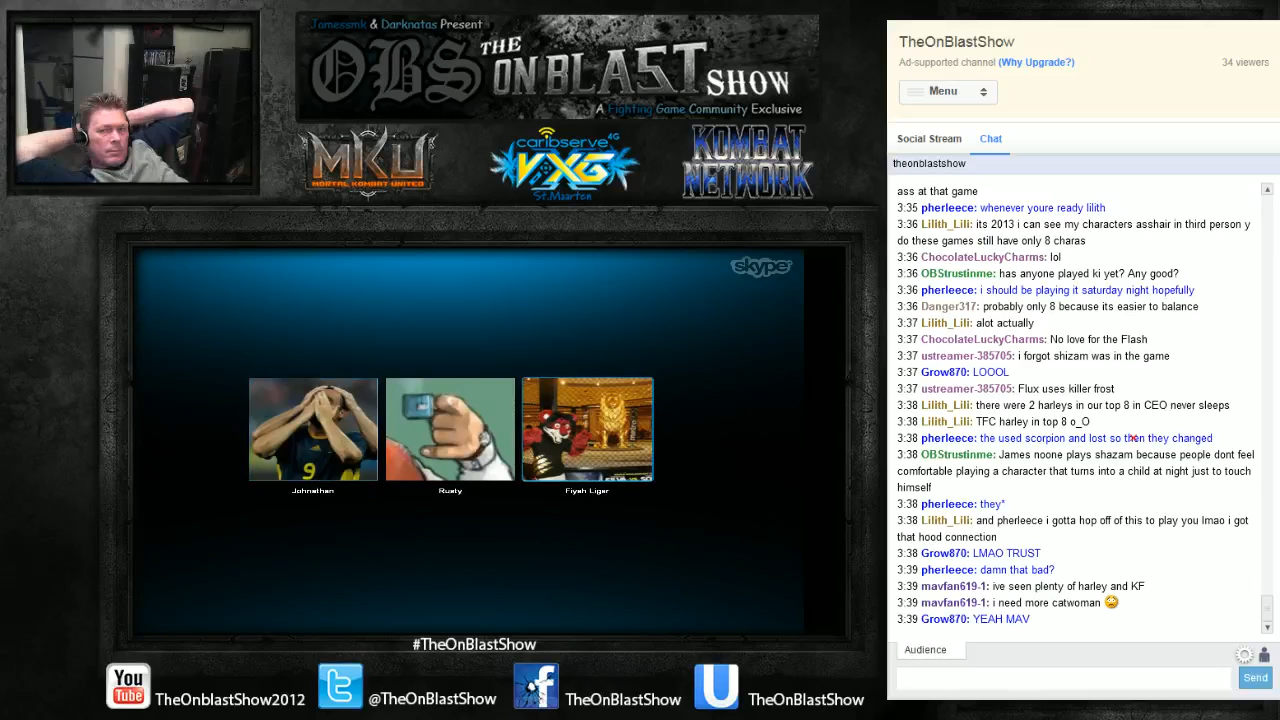 Jamessmk & Darknatas Present
OBS THE ON BLAST SHOW
A Fighting Game Community Exclusive
MKU
MORTAL KOMBAT UNITED
caribserve 4G
VXG
St.Maarten
KOMBAT
NETWORK
skype
9
Johnathan
Rusty
Fiyah Liger
#TheOnBlastShow
You
Tube
TheOnblastShow2012
@TheOnBlastShow
f
TheOnBlastShow
U
TheOnBlastShow
TheOnBlastShow
Ad-supported channel (Why Upgrade?)
34 viewers
Menu
Social Stream
Chat
theonblastshow
ass at that game
3:35 pherleece: whenever youre ready lilith
3:36 Lilith_Lili: its 2013 i can see my characters asshair in third person y
do these games still have only 8 charas
3:36 ChocolateLuckyCharms: lol
3:36 OBStrustinme: has anyone played ki yet? Any good?
3:36 pherleece: i should be playing it saturday night hopefully
3:36 Danger317: probably only 8 because its easier to balance
3:37 Lilith_Lili: alot actually
3:37 ChocolateLuckyCharms: No love for the Flash
3:37 ustreamer-385705: i forgot shizam was in the game
3:37 Grow870: LOOOL
3:37 ustreamer-385705: Flux uses killer frost
3:38 Lilith_Lili: there were 2 harleys in our top 8 in CEO never sleeps
3:38 Lilith_Lili: TFC harley in top 8 o_O
3:38 pherleece: the used scorpion and lost so then they changed
3:38 OBStrustinme: James noone plays shazam because people dont feel
comfortable playing a character that turns into a child at night just to touch
himself
3:38 pherleece: they*
3:38 Lilith_Lili: and pherleece i gotta hop off of this to play you lmao i got
that hood connection
3:38 Grow870: LMAO TRUST
3:39 pherleece: damn that bad?
3:39 mavfan619-1: ive seen plenty of harley and KF
3:39 mavfan619-1: i need more catwoman
3:39 Grow870: YEAH MAV
Audience
Send